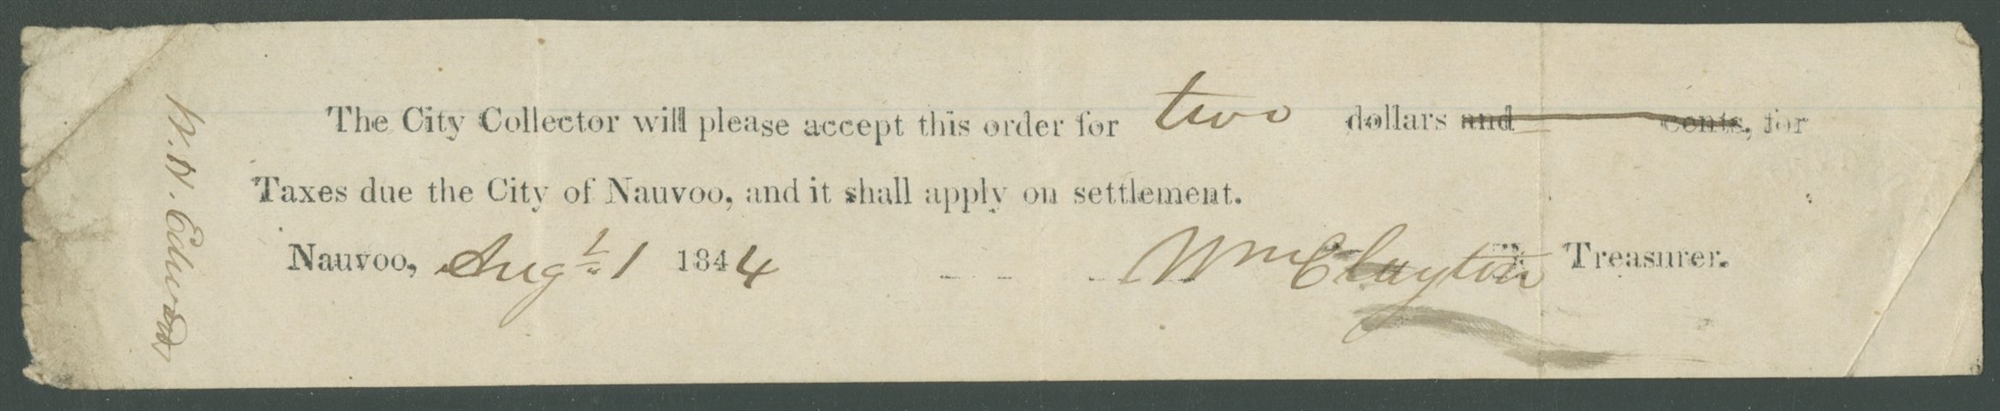 The City Collector will please accept this order for two dollars and cents, for
Taxes due the City of Nauvoo, and it shall apply on settlement.
Nauvoo, Aug 1 1844 Wm Clayton Treasurer.
W. H. Edwards